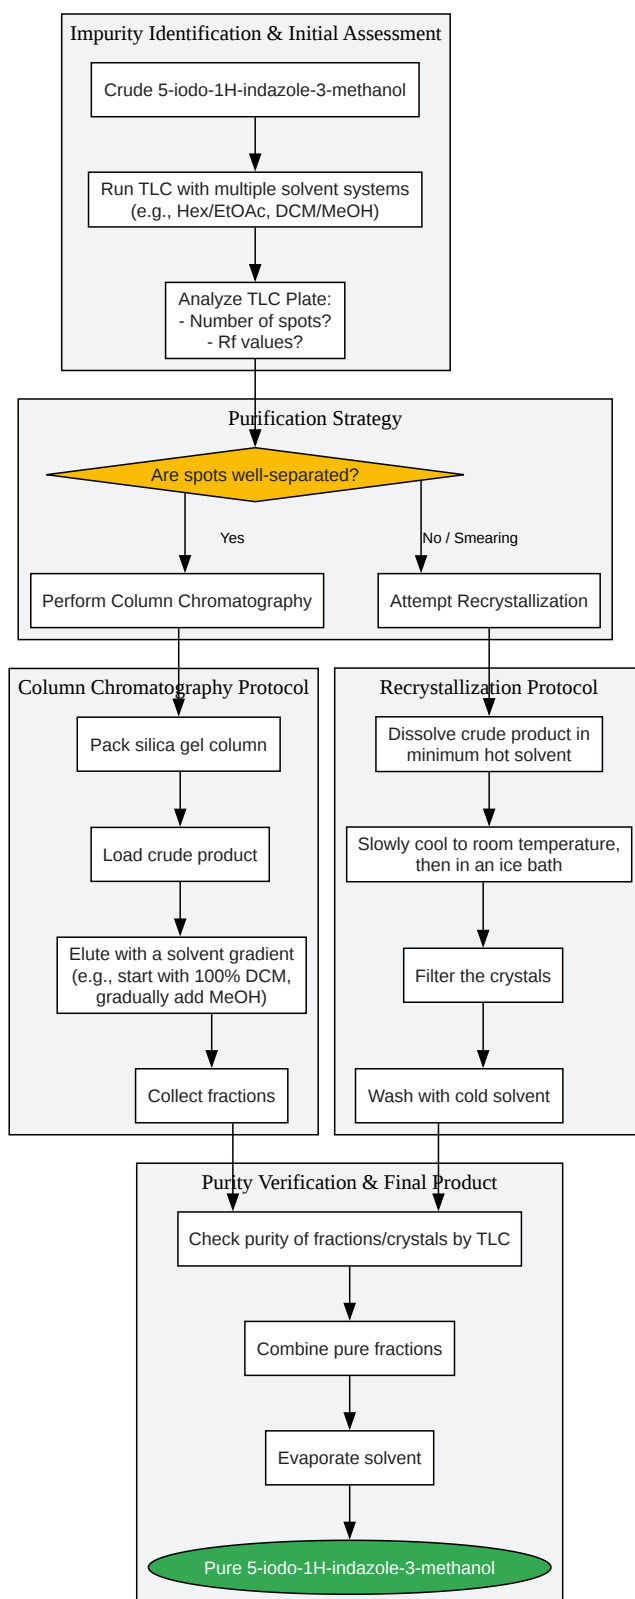 Impurity Identification & Initial Assessment
Crude 5-iodo-1H-indazole-3-methanol
Run TLC with multiple solvent systems
(e.g., Hex/EtOAc, DCM/MeOH)
Analyze TLC Plate:
- Number of spots?
- Rf values?
Purification Strategy
Are spots well-separated?
Yes
No / Smearing
Perform Column Chromatography
Attempt Recrystallization
Column Chromatography Protocol
Pack silica gel column
Load crude product
Elute with a solvent gradient
(e.g., start with 100% DCM,
gradually add MeOH)
Collect fractions
Recrystallization Protocol
Dissolve crude product in
minimum hot solvent
Slowly cool to room temperature,
then in an ice bath
Filter the crystals
Wash with cold solvent
Purity Verification & Final Product
Check purity of fractions/crystals by TLC
Combine pure fractions
Evaporate solvent
Pure 5-iodo-1H-indazole-3-methanol